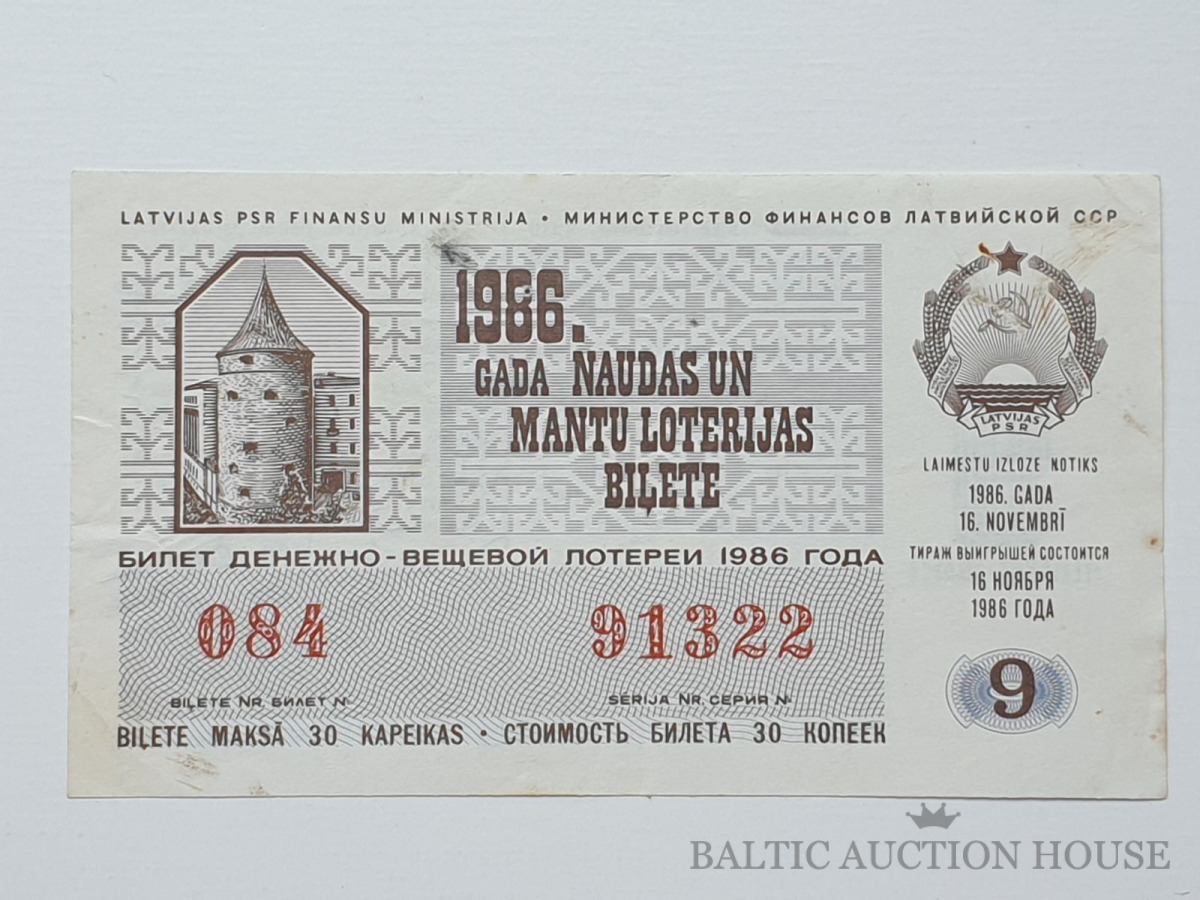 LATVIJAS PSR FINANSU MINISTRIJA • МИНИСТЕРСТВО ФИНАНСОВ ЛАТВИЙСКОЙ ССР
1986.
GADA NAUDAS UN
MANTU LOTERIJAS
BIĻETE
LATVIJAS
PSR
LAIMESTU IZLOZE NOTIKS
1986. GADA
16. NOVEMBRĪ
ТИРАЖ ВЫИГРЫШЕЙ СОСТОИТСЯ
16 НОЯБРЯ
1986 ГОДА
9
БИЛЕТ ДЕНЕЖНО-ВЕЩЕВОЙ ЛОТЕРЕИ 1986 ГОДА
084 91322
BIĻETE NR. БИЛЕТ № SERIJA NR. СЕРИЯ №
BIĻETE MAKSĀ 30 KAPEIKAS • СТОИМОСТЬ БИЛЕТА 30 КОПЕЕК
BALTIC AUCTION HOUSE